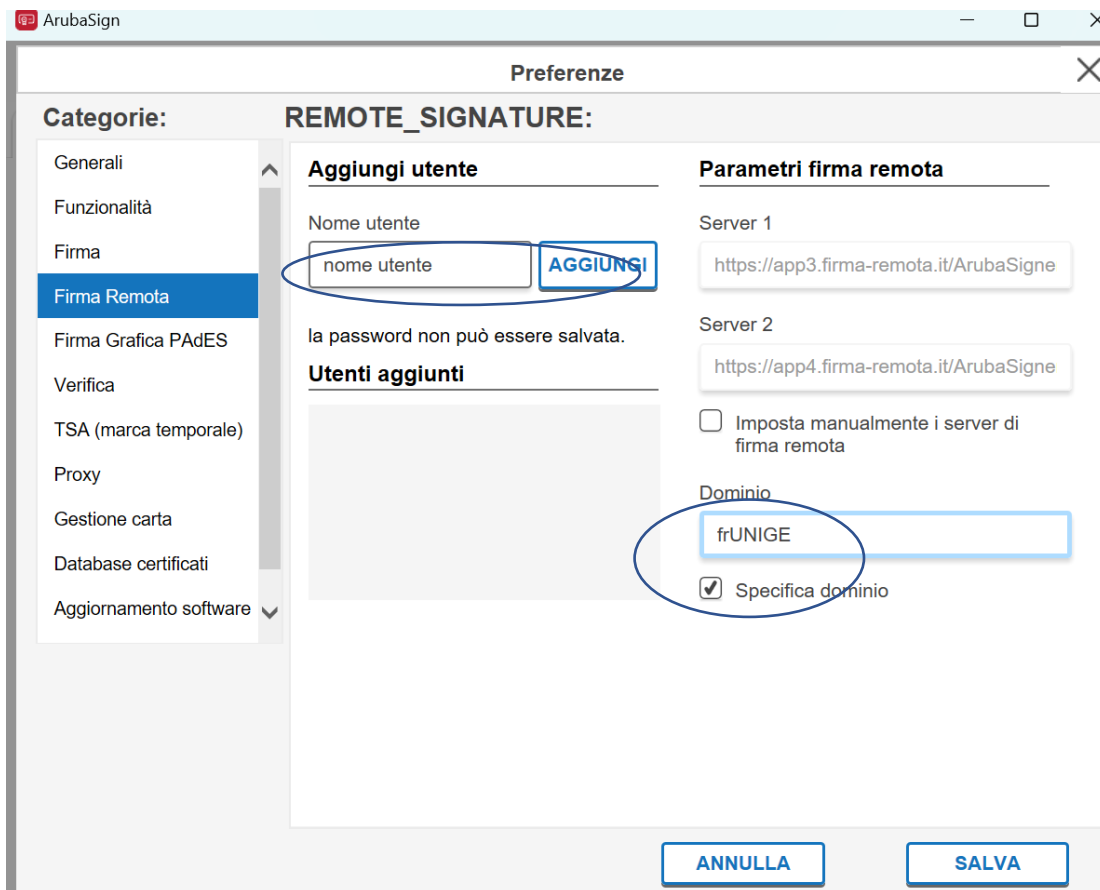 ArubaSign
Preferenze
Categorie:
Generali
Funzionalità
Firma
Firma Remota
Firma Grafica PAdES
Verifica
TSA (marca temporale)
Proxy
Gestione carta
Database certificati
Aggiornamento software
REMOTE_SIGNATURE:
Aggiungi utente
Nome utente
nome utente
AGGIUNGI
la password non può essere salvata.
Utenti aggiunti
Parametri firma remota
Server 1
https://app3.firma-remota.it/ArubaSigne
Server 2
https://app4.firma-remota.it/ArubaSigne
Imposta manualmente i server di
firma remota
Dominio
frUNIGE
Specifica dominio
ANNULLA
SALVA